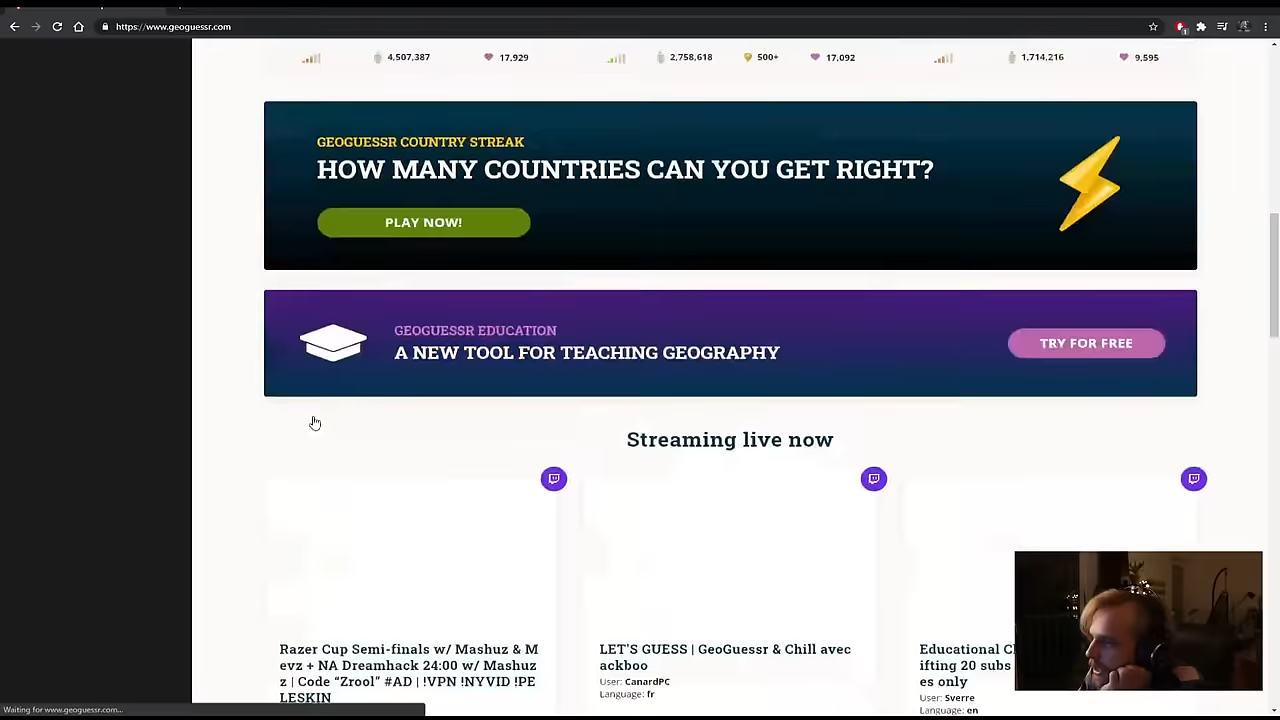 https://www.geoguessr.com
4,507,387 17,929 2,758,618 500+ 17,092 1,714,216 9,595
GEOGUESSR COUNTRY STREAK
HOW MANY COUNTRIES CAN YOU GET RIGHT?
PLAY NOW!
GEOGUESSR EDUCATION
A NEW TOOL FOR TEACHING GEOGRAPHY
TRY FOR FREE
Streaming live now
Razer Cup Semi-finals w/ Mashuz & M
evz + NA Dreamhack 24:00 w/ Mashuz
z | Code “Zrool” #AD | !VPN !NYVID !PE
LESKIN
LET'S GUESS | GeoGuessr & Chill avec
ackboo
User: CanardPC
Language: fr
Educational
ifting 20 subs
es only
User: Sverre
Language: en
Waiting for www.geoguessr.com...